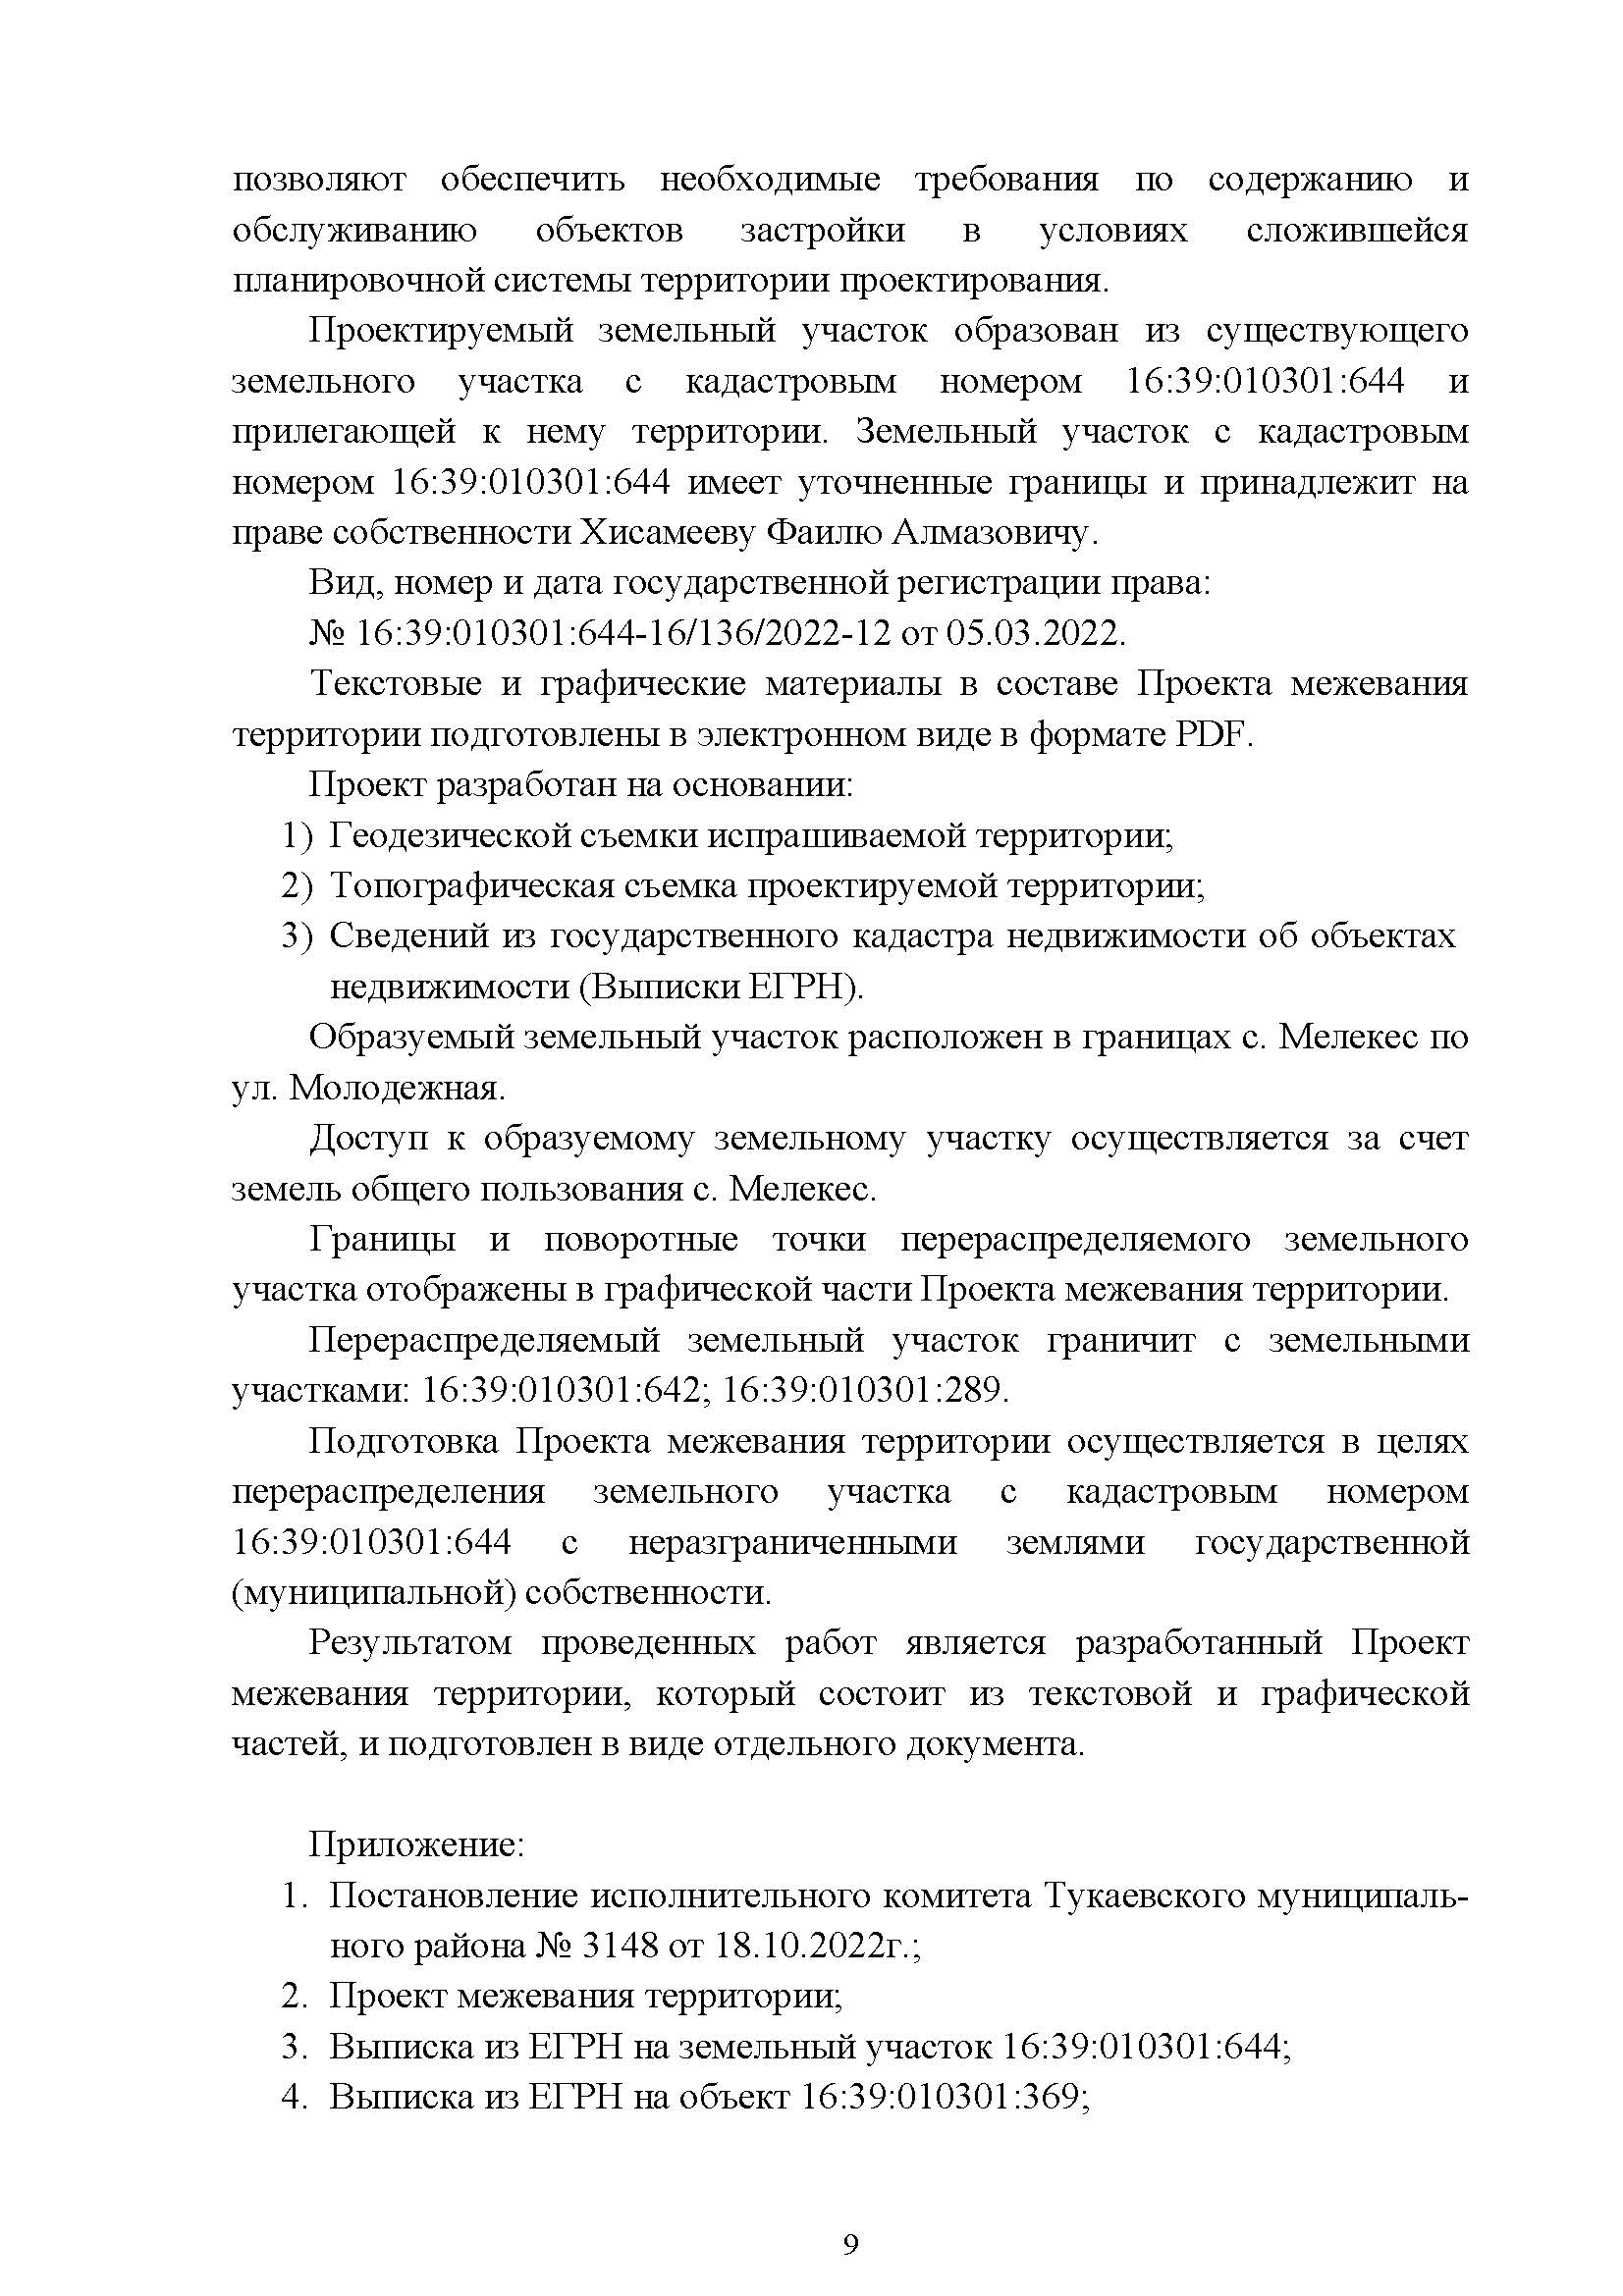 позволяют обеспечить необходимые требования по содержанию и
обслуживанию объектов застройки в условиях сложившейся
планировочной системы территории проектирования.
Проектируемый земельный участок образован из существующего
земельного участка с кадастровым номером 16:39:010301:644 и
прилегающей к нему территории. Земельный участок с кадастровым
номером 16:39:010301:644 имеет уточненные границы и принадлежит на
праве собственности Хисамееву Фаилю Алмазовичу.
Вид, номер и дата государственной регистрации права:
№ 16:39:010301:644-16/136/2022-12 от 05.03.2022.
Текстовые и графические материалы в составе Проекта межевания
территории подготовлены в электронном виде в формате PDF.
Проект разработан на основании:
1) Геодезической съемки испрашиваемой территории;
2) Топографическая съемка проектируемой территории;
3) Сведений из государственного кадастра недвижимости об объектах
недвижимости (Выписки ЕГРН).
Образуемый земельный участок расположен в границах с. Мелекес по
ул. Молодежная.
Доступ к образуемому земельному участку осуществляется за счет
земель общего пользования с. Мелекес.
Границы и поворотные точки перераспределяемого земельного
участка отображены в графической части Проекта межевания территории.
Перераспределяемый земельный участок граничит с земельными
участками: 16:39:010301:642; 16:39:010301:289.
Подготовка Проекта межевания территории осуществляется в целях
перераспределения земельного участка с кадастровым номером
16:39:010301:644 с неразграниченными землями государственной
(муниципальной) собственности.
Результатом проведенных работ является разработанный Проект
межевания территории, который состоит из текстовой и графической
частей, и подготовлен в виде отдельного документа.
Приложение:
1. Постановление исполнительного комитета Тукаевского муниципаль-
ного района № 3148 от 18.10.2022г.;
2. Проект межевания территории;
3. Выписка из ЕГРН на земельный участок 16:39:010301:644;
4. Выписка из ЕГРН на объект 16:39:010301:369;
9